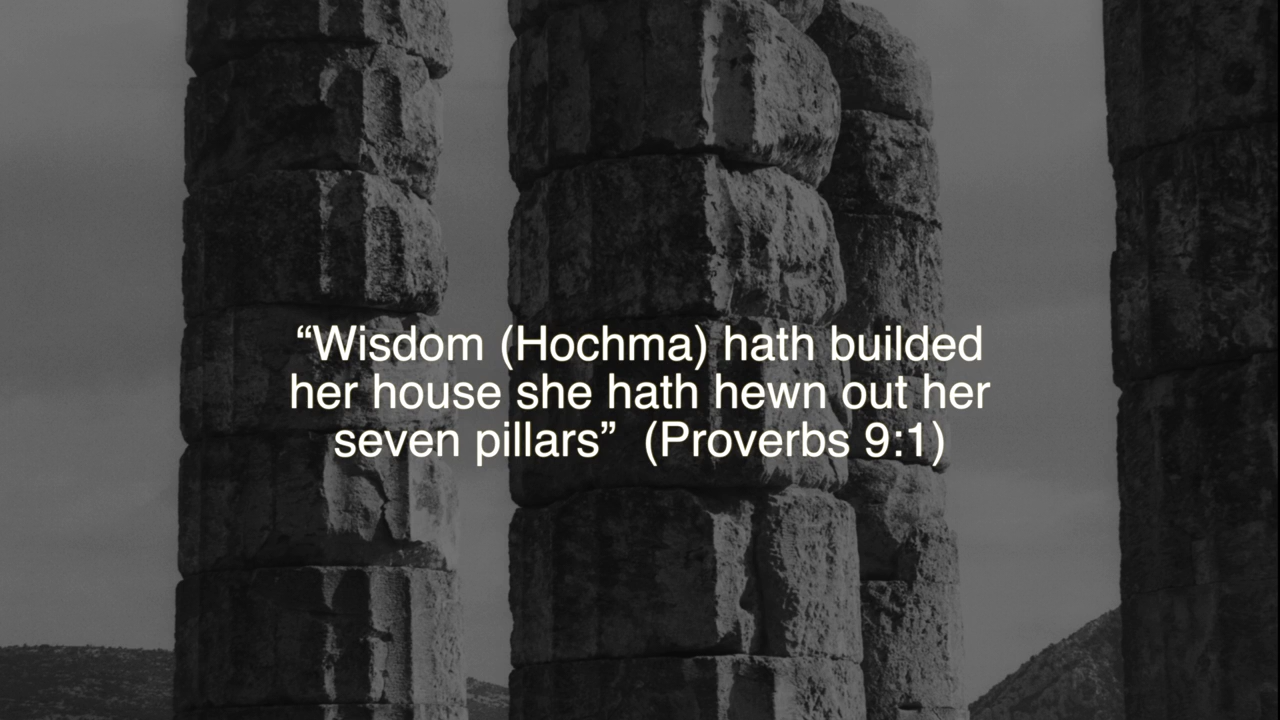 “Wisdom (Hochma) hath builded
her house she hath hewn out her
seven pillars”  (Proverbs 9:1)